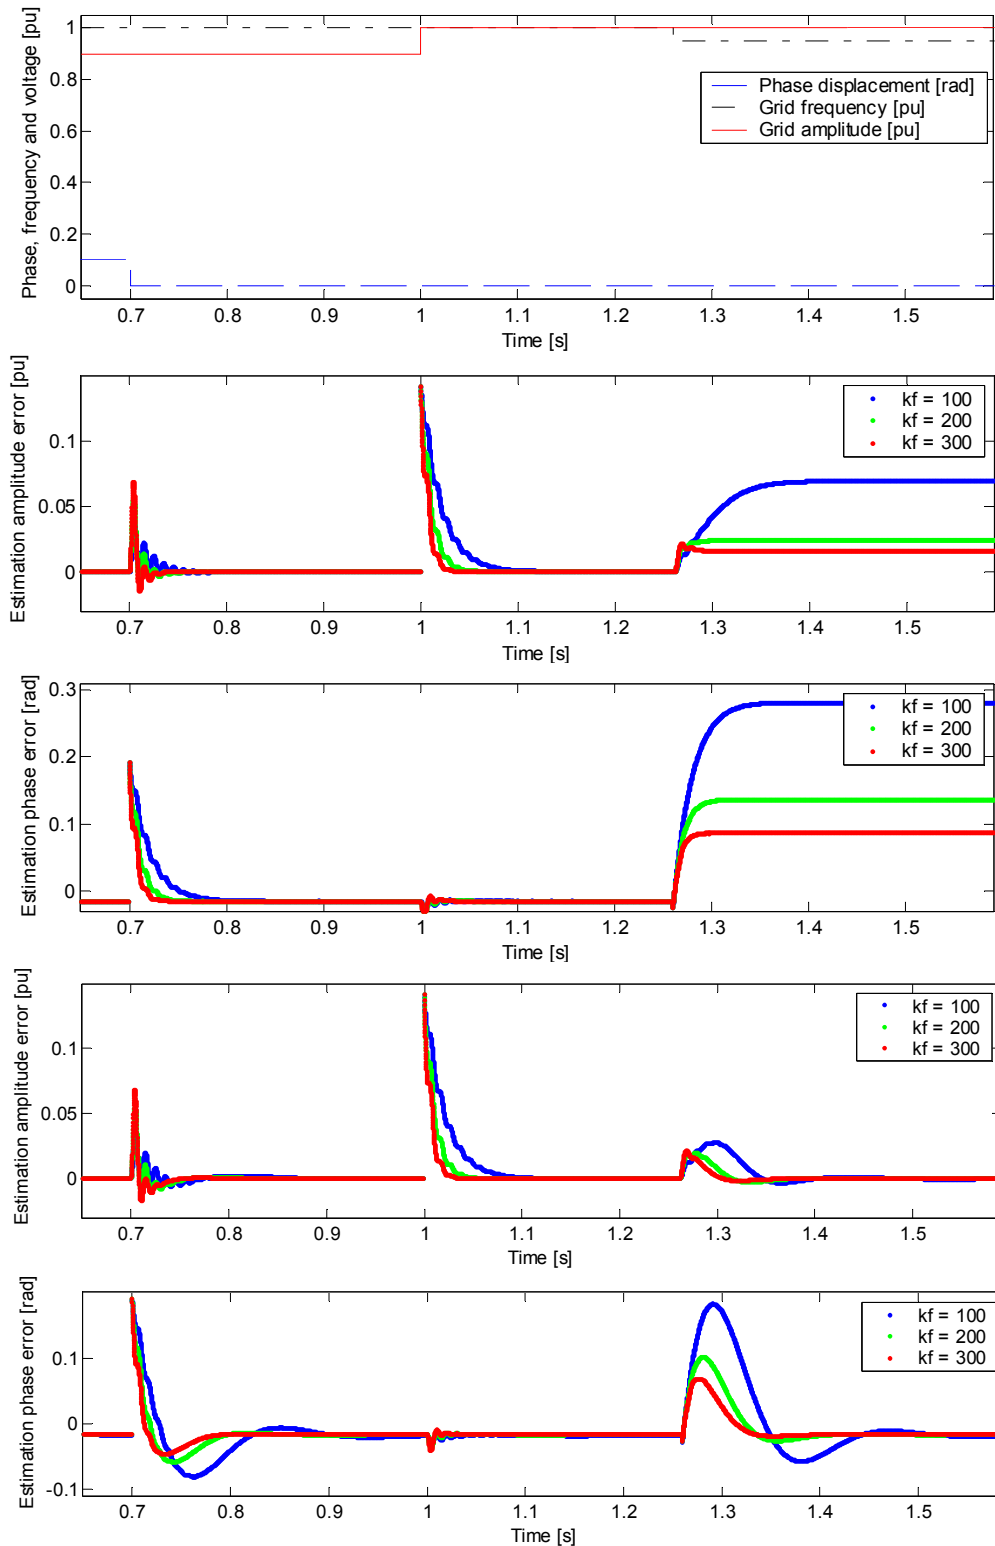 Phase, frequency and voltage [pu]
1
0.8
0.6
0.4
0.2
0
Phase displacement [rad]
Grid frequency [pu]
Grid amplitude [pu]
0.7 0.8 0.9 1 1.1 1.2 1.3 1.4 1.5
Time [s]
Estimation amplitude error [pu]
0.1
0.05
0
kf = 100
kf = 200
kf = 300
0.7 0.8 0.9 1 1.1 1.2 1.3 1.4 1.5
Time [s]
Estimation phase error [rad]
0.3
0.2
0.1
0
kf = 100
kf = 200
kf = 300
0.7 0.8 0.9 1 1.1 1.2 1.3 1.4 1.5
Time [s]
Estimation amplitude error [pu]
0.1
0.05
0
kf = 100
kf = 200
kf = 300
0.7 0.8 0.9 1 1.1 1.2 1.3 1.4 1.5
Time [s]
Estimation phase error [rad]
0.1
0
-0.1
kf = 100
kf = 200
kf = 300
0.7 0.8 0.9 1 1.1 1.2 1.3 1.4 1.5
Time [s]